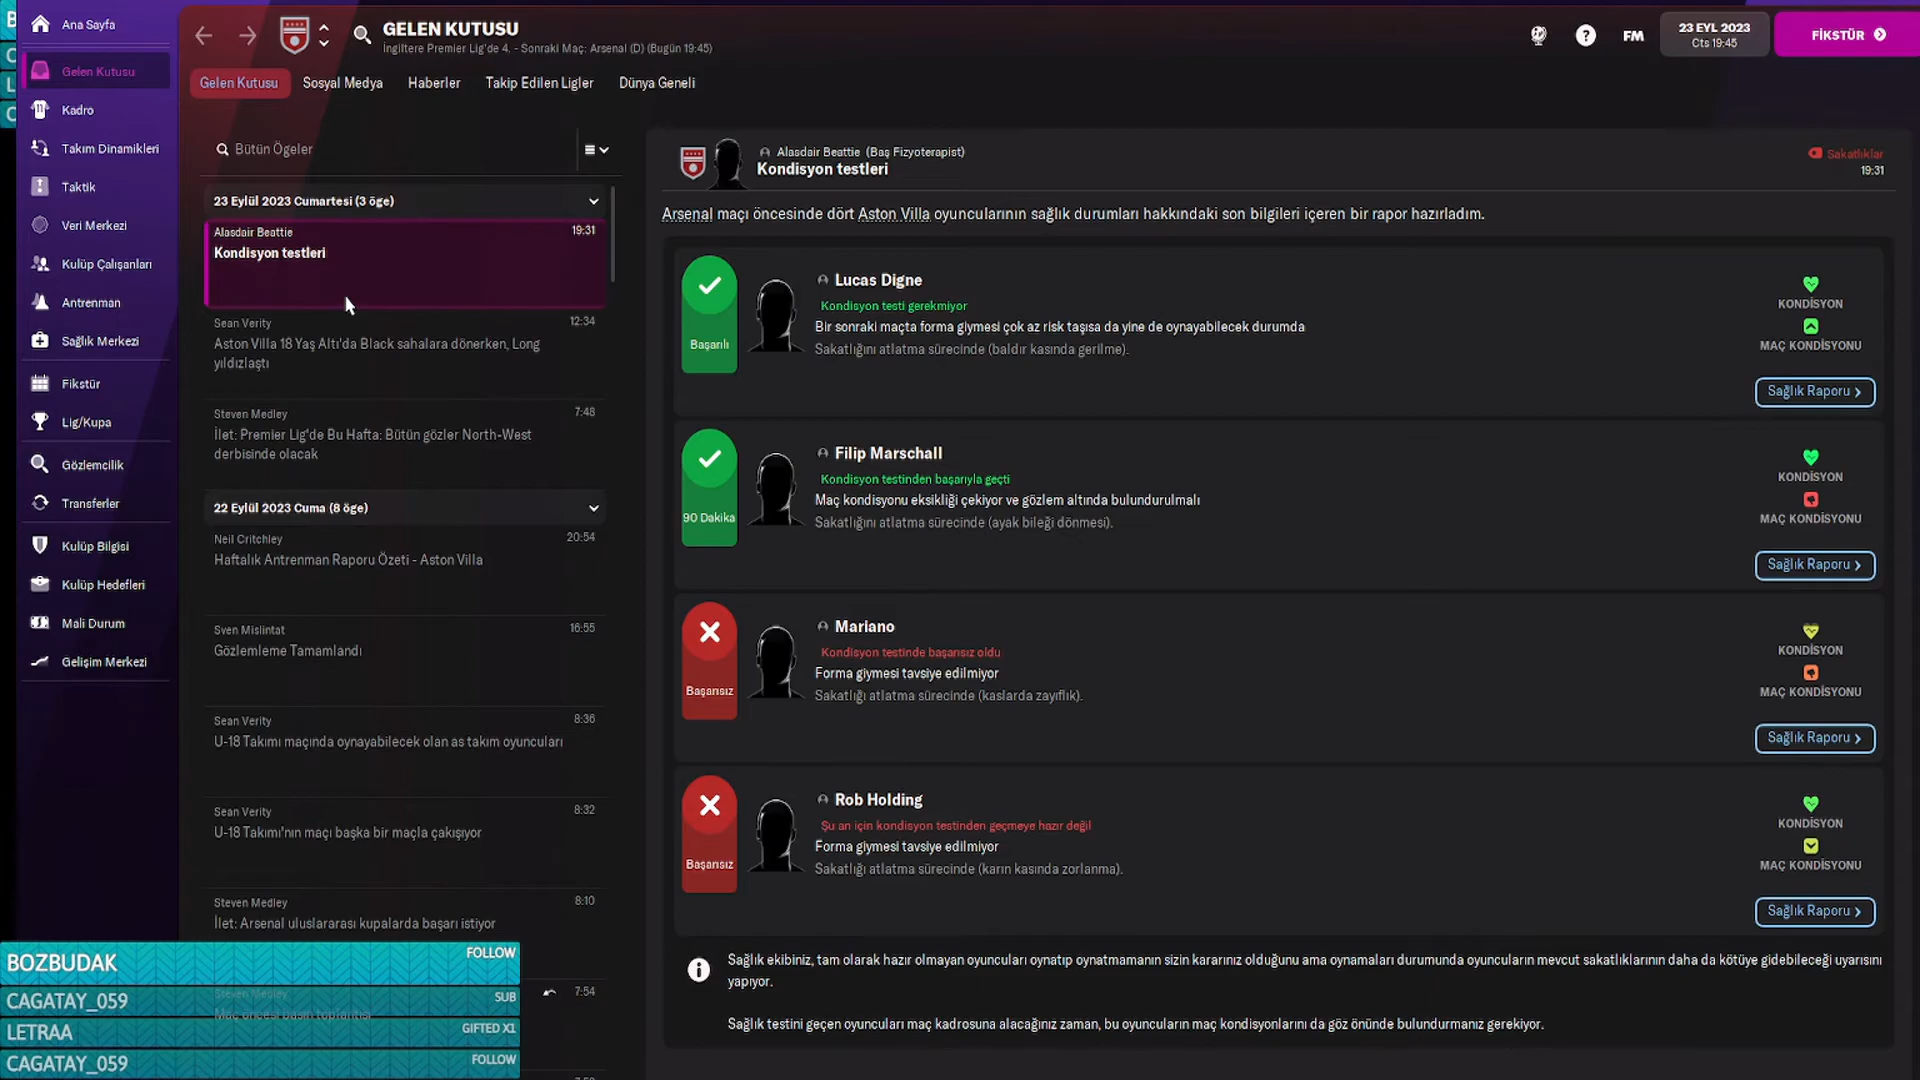 Ana Sayfa
Gelen Kutusu
Kadro
Takım Dinamikleri
Taktik
Veri Merkezi
Kulüp Çalışanları
Antrenman
Sağlık Merkezi
Fikstür
Lig/Kupa
Gözlemcilik
Transferler
Kulüp Bilgisi
Kulüp Hedefleri
Mali Durum
Gelişim Merkezi
GELEN KUTUSU
İngiltere Premier Lig'de 4. - Sonraki Maç: Arsenal (D) (Bugün 19:45)
FM
23 EYL 2023
Cts 19:45
FİKSTÜR
Gelen Kutusu
Sosyal Medya
Haberler
Takip Edilen Ligler
Dünya Geneli
Bütün Ögeler
23 Eylül 2023 Cumartesi (3 öge)
Alasdair Beattie
19:31
Kondisyon testleri
Sean Verity
12:34
Aston Villa 18 Yaş Altı'da Black sahalara dönerken, Long
yıldızlaştı
Steven Medley
7:48
İlet: Premier Lig'de Bu Hafta: Bütün gözler North-West
derbisinde olacak
22 Eylül 2023 Cuma (8 öge)
Neil Critchley
20:54
Haftalık Antrenman Raporu Özeti - Aston Villa
Sven Mislintat
16:55
Gözlemleme Tamamlandı
Sean Verity
8:36
U-18 Takımı maçında oynayabilecek olan as takım oyuncuları
Sean Verity
8:32
U-18 Takımı'nın maçı başka bir maçla çakışıyor
Steven Medley
8:10
İlet: Arsenal uluslararası kupalarda başarı istiyor
Steven Medley
7:54
Maç öncesi basın toplantısı
BOZBUDAK
FOLLOW
CAGATAY_059
SUB
LETRAA
GIFTED X1
CAGATAY_059
FOLLOW
Alasdair Beattie (Baş Fizyoterapist)
Kondisyon testleri
Sakatlıklar
19:31
Arsenal maçı öncesinde dört Aston Villa oyuncularının sağlık durumları hakkındaki son bilgileri içeren bir rapor hazırladım.
Başarılı
Lucas Digne
Kondisyon testi gerekmiyor
Bir sonraki maçta forma giymesi çok az risk taşısa da yine de oynayabilecek durumda
Sakatlığını atlatma sürecinde (baldır kasında gerilme).
KONDİSYON
MAÇ KONDİSYONU
Sağlık Raporu
90 Dakika
Filip Marschall
Kondisyon testinden başarıyla geçti
Maç kondisyonu eksikliği çekiyor ve gözlem altında bulundurulmalı
Sakatlığını atlatma sürecinde (ayak bileği dönmesi).
KONDİSYON
MAÇ KONDİSYONU
Sağlık Raporu
Başarısız
Mariano
Kondisyon testinde başarısız oldu
Forma giymesi tavsiye edilmiyor
Sakatlığı atlatma sürecinde (kaslarda zayıflık).
KONDİSYON
MAÇ KONDİSYONU
Sağlık Raporu
Başarısız
Rob Holding
Şu an için kondisyon testinden geçmeye hazır değil
Forma giymesi tavsiye edilmiyor
Sakatlığı atlatma sürecinde (karın kasında zorlanma).
KONDİSYON
MAÇ KONDİSYONU
Sağlık Raporu
Sağlık ekibiniz, tam olarak hazır olmayan oyuncuları oynatıp oynatmamanın sizin kararınız olduğunu ama oynamaları durumunda oyuncuların mevcut sakatlıklarının daha da kötüye gidebileceği uyarısını
yapıyor.
Sağlık testini geçen oyuncuları maç kadrosuna alacağınız zaman, bu oyuncuların maç kondisyonlarını da göz önünde bulundurmanız gerekiyor.